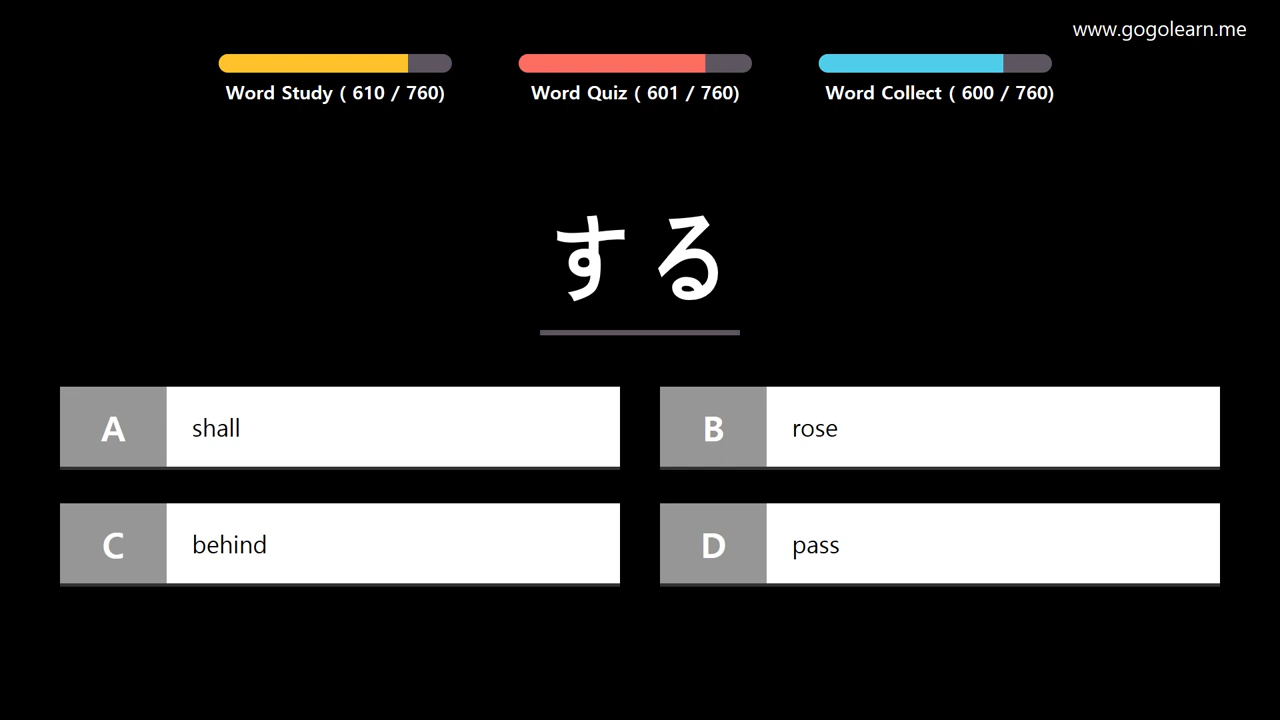 www.gogolearn.me
Word Study ( 610 / 760)
Word Quiz ( 601 / 760)
Word Collect ( 600 / 760)
する
A shall
B rose
C behind
D pass